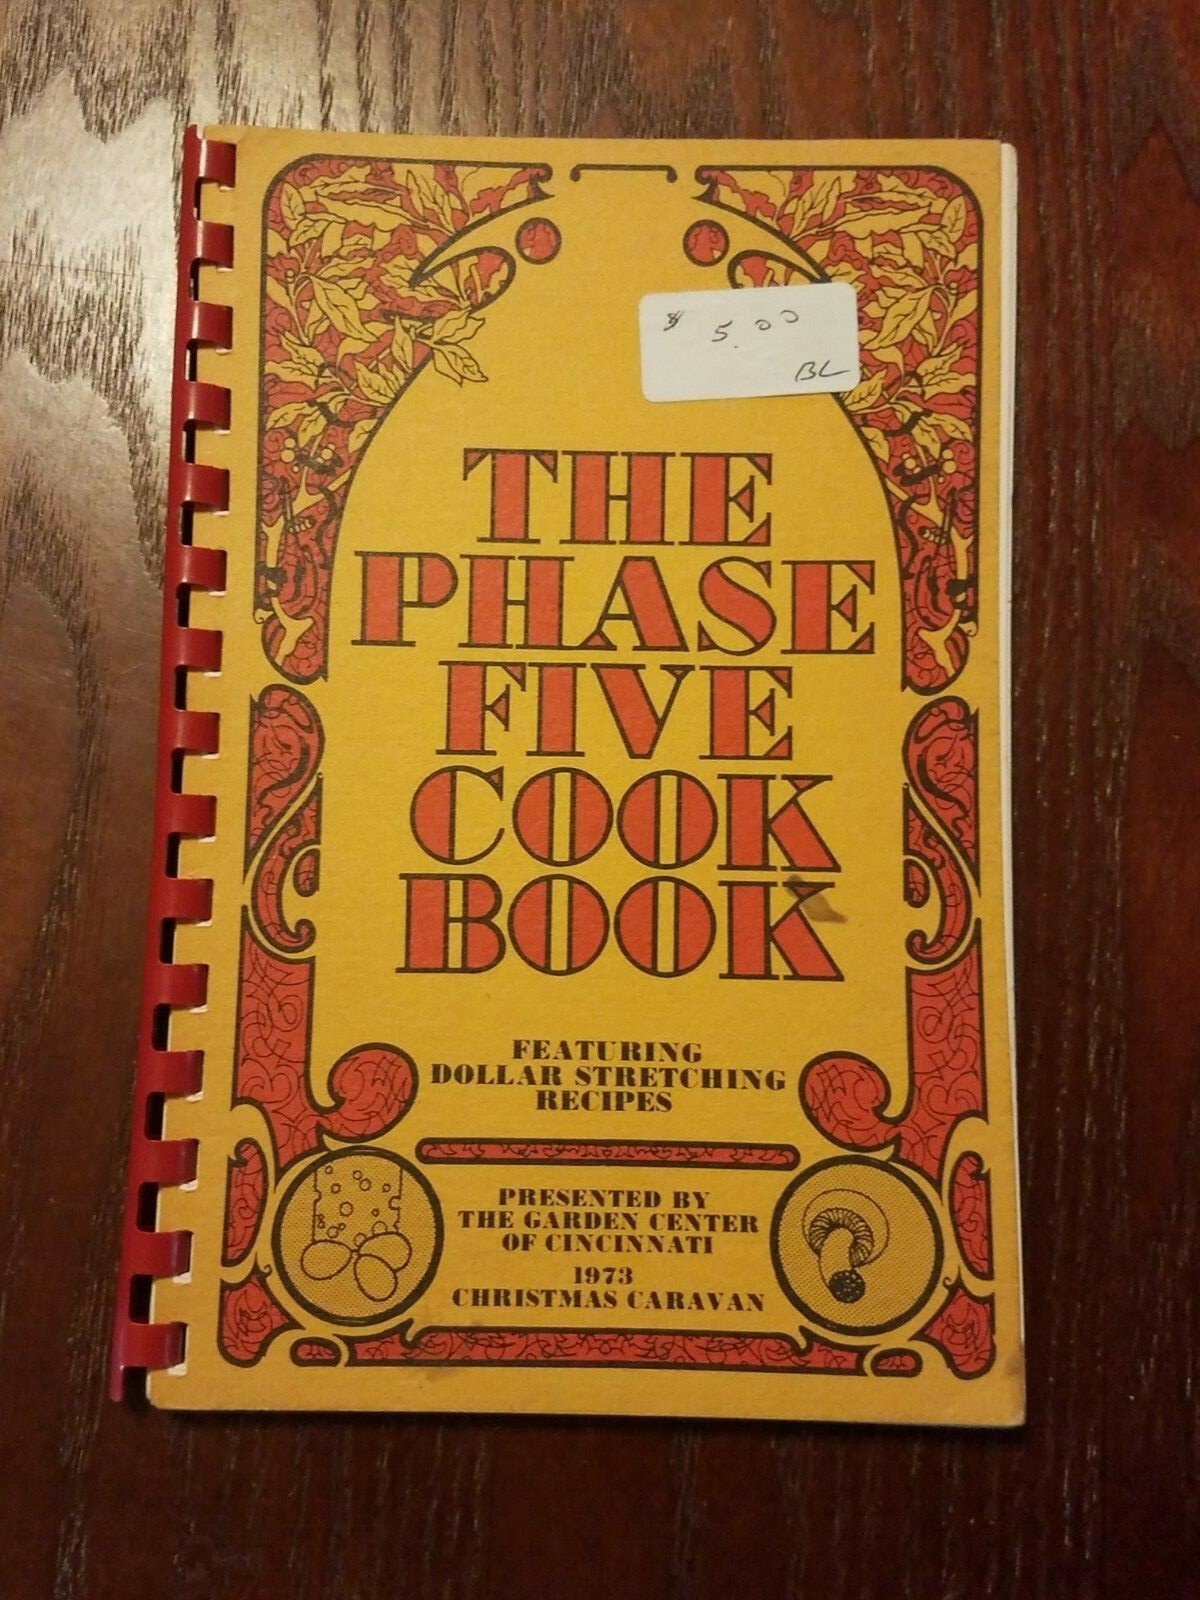 $ 5.00
BL
THE
PHASE
FIVE
COOK
BOOK
FEATURING
DOLLAR STRETCHING
RECIPES
PRESENTED BY
THE GARDEN CENTER
OF CINCINNATI
1973
CHRISTMAS CARAVAN